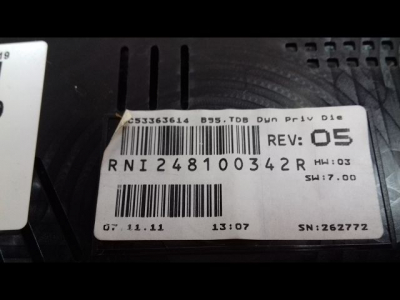 C53363614 B95.TDB Dyn Priv Die
REV: 05
RNI248100342R
HW:03
SW:7.00
07.11.11 13:07 SN:262772
19